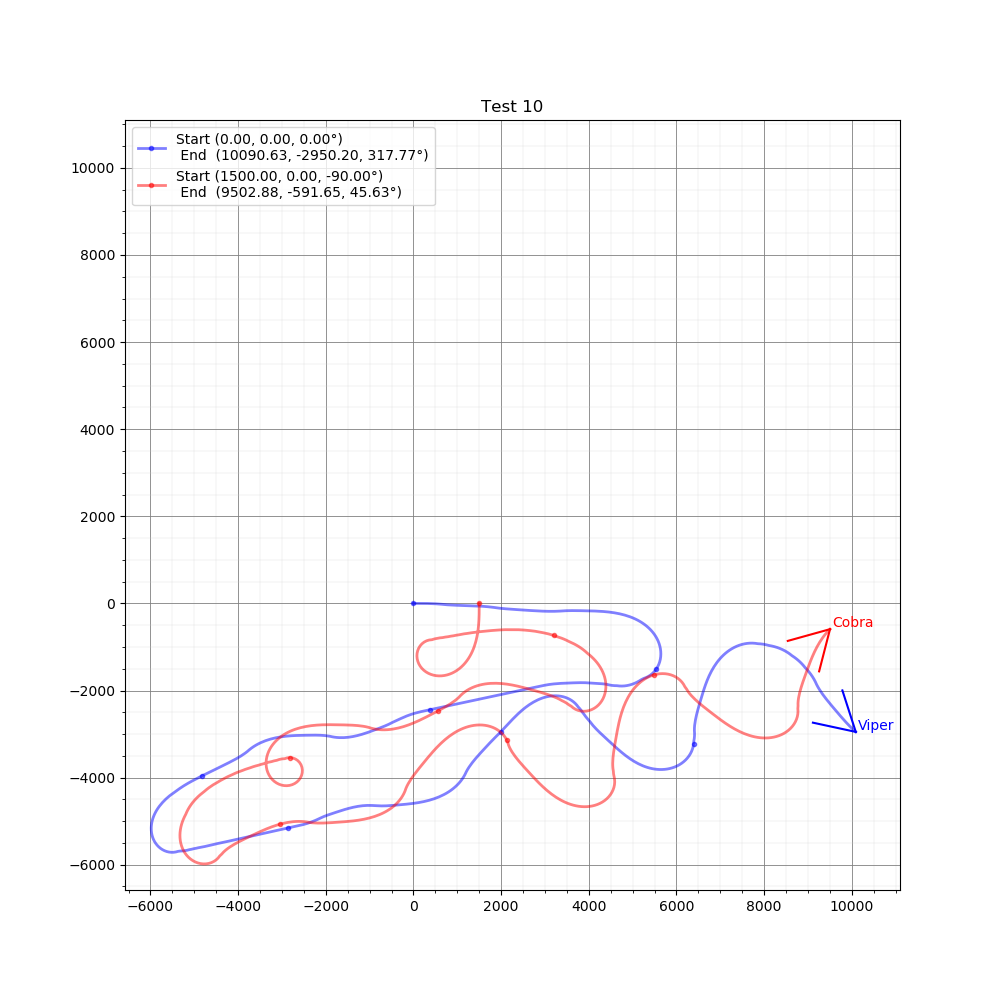 Test 10
Start (0.00, 0.00, 0.00°)
End (10090.63, -2950.20, 317.77°)
Start (1500.00, 0.00, -90.00°)
End (9502.88, -591.65, 45.63°)
10000
8000
6000
4000
2000
0
−2000
−4000
−6000
Cobra
Viper
−6000 −4000 −2000 0 2000 4000 6000 8000 10000